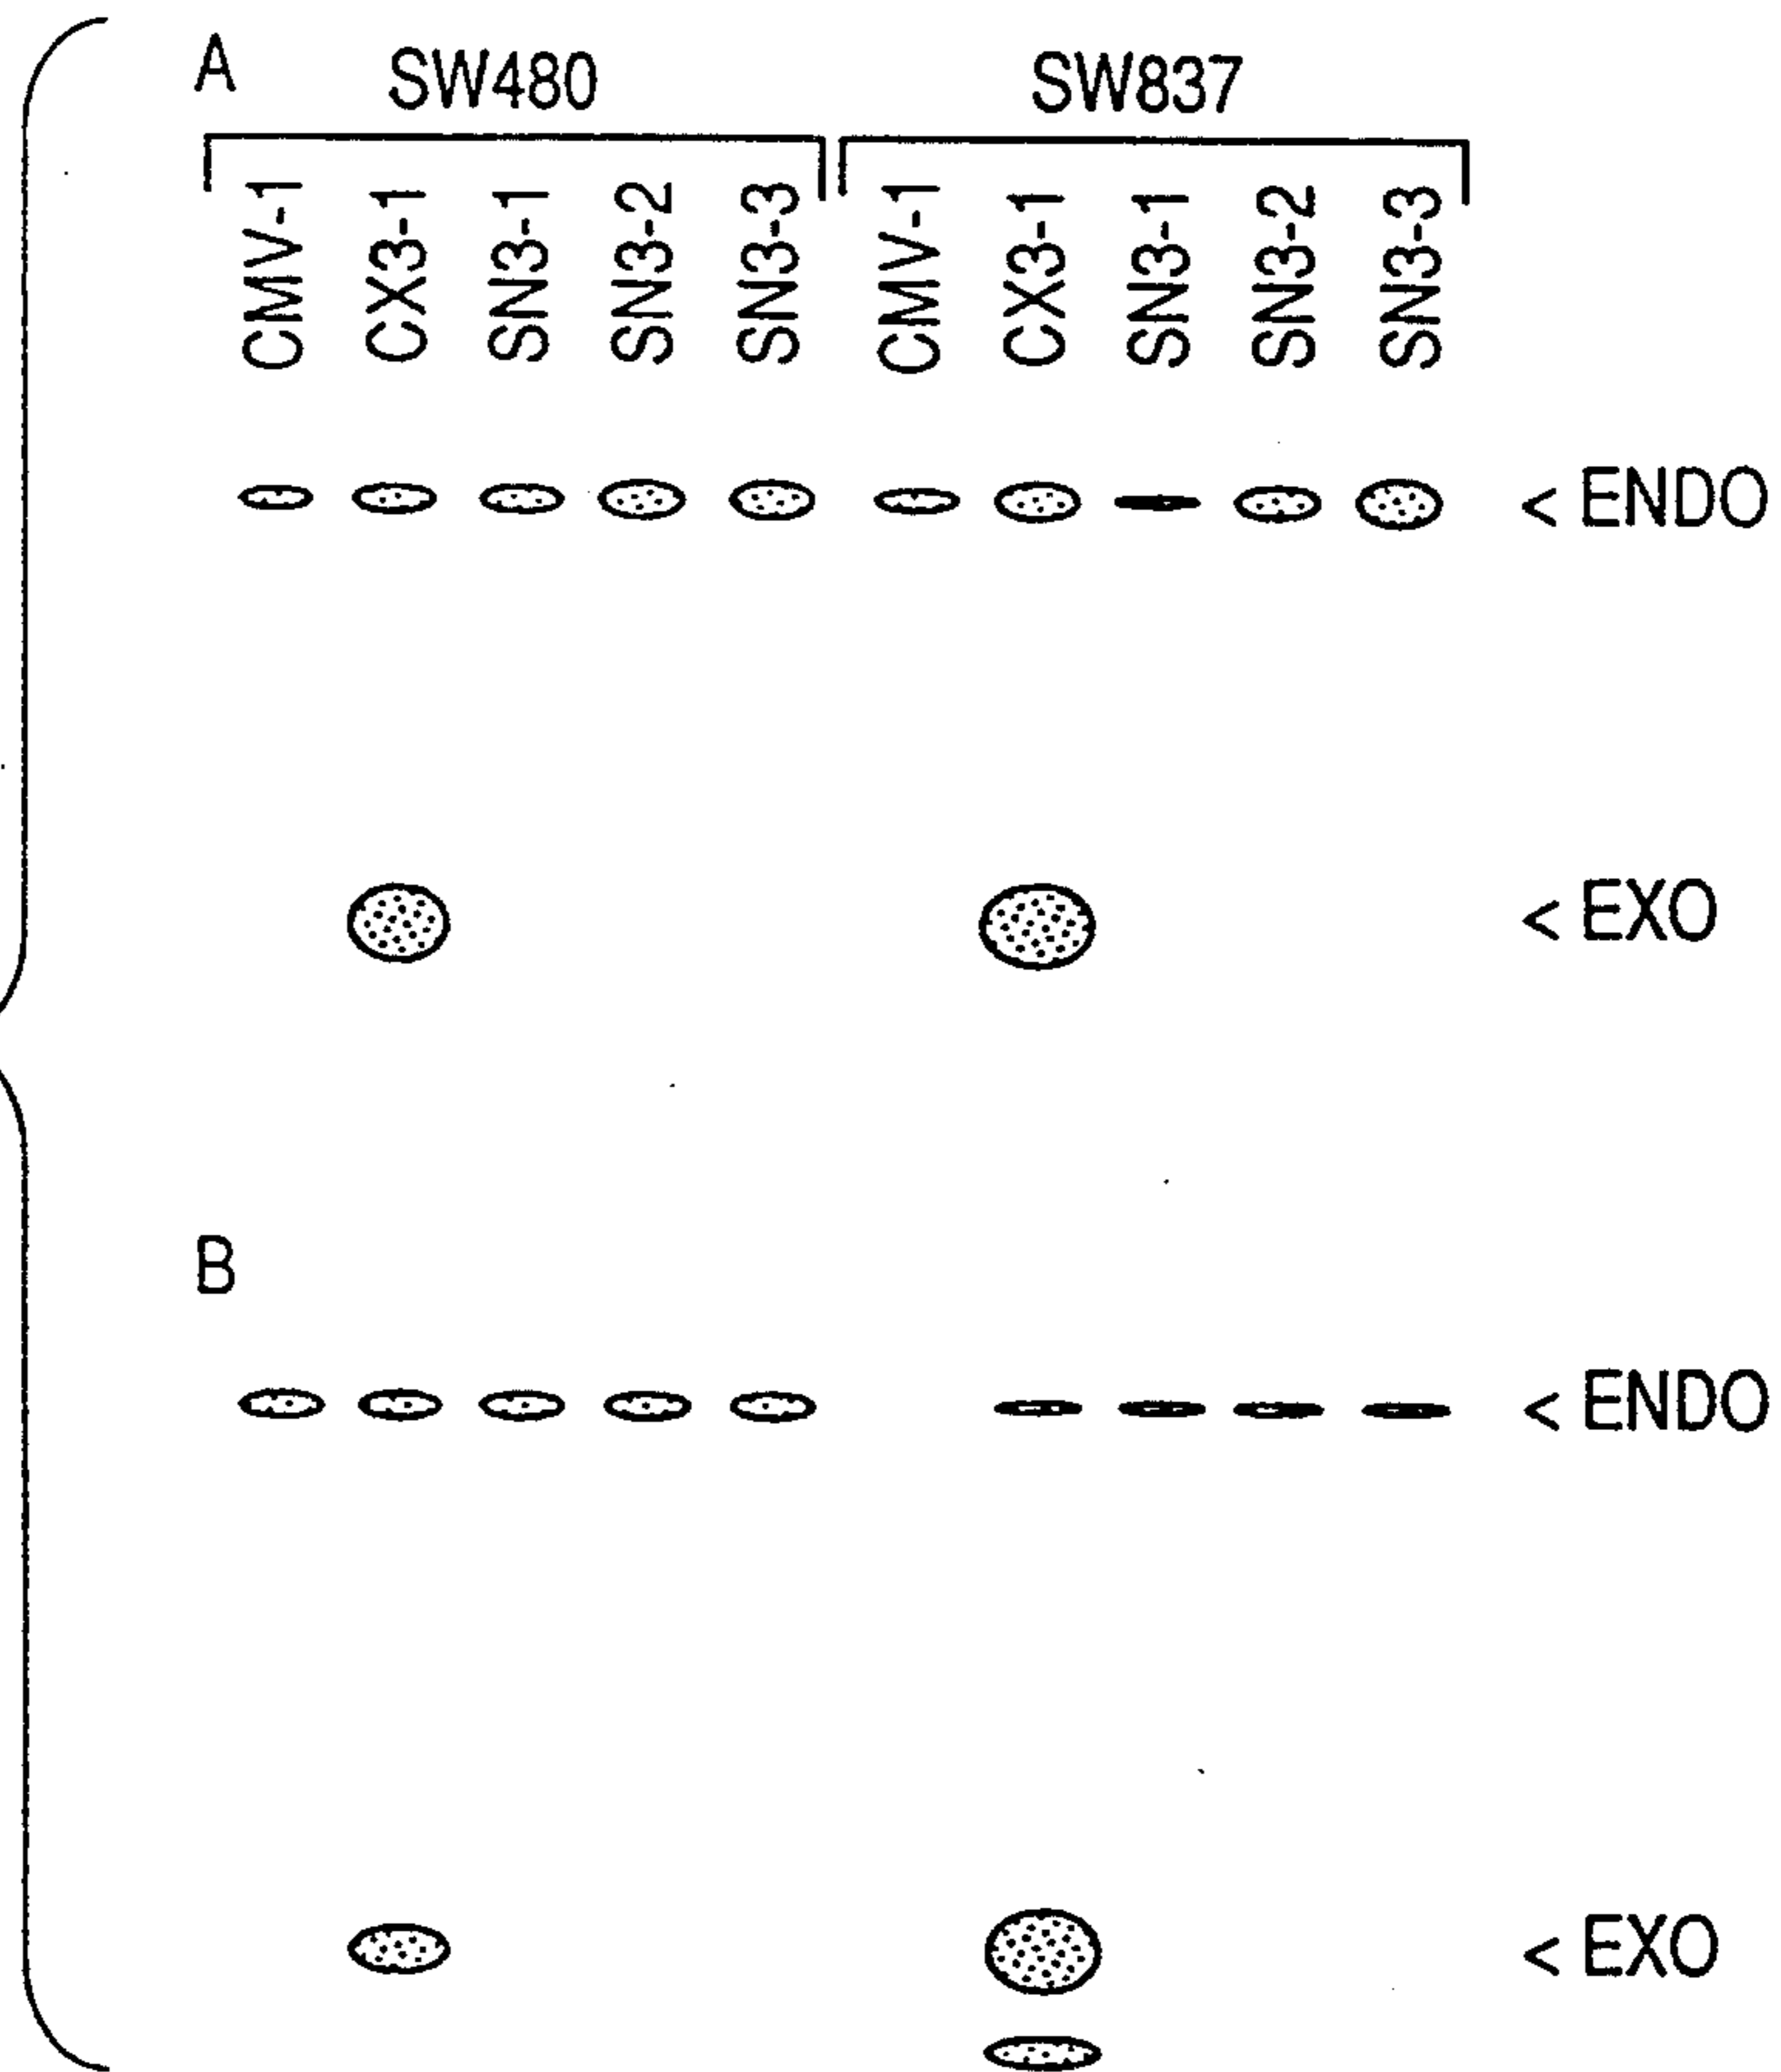 A SW480 SW837
CMV-1 CX3-1 SN3-1 SN3-2 SN3-3 CMV-1 CX3-1 SN3-1 SN3-2 SN3-3
< ENDO
< EXO
B
< ENDO
< EXO